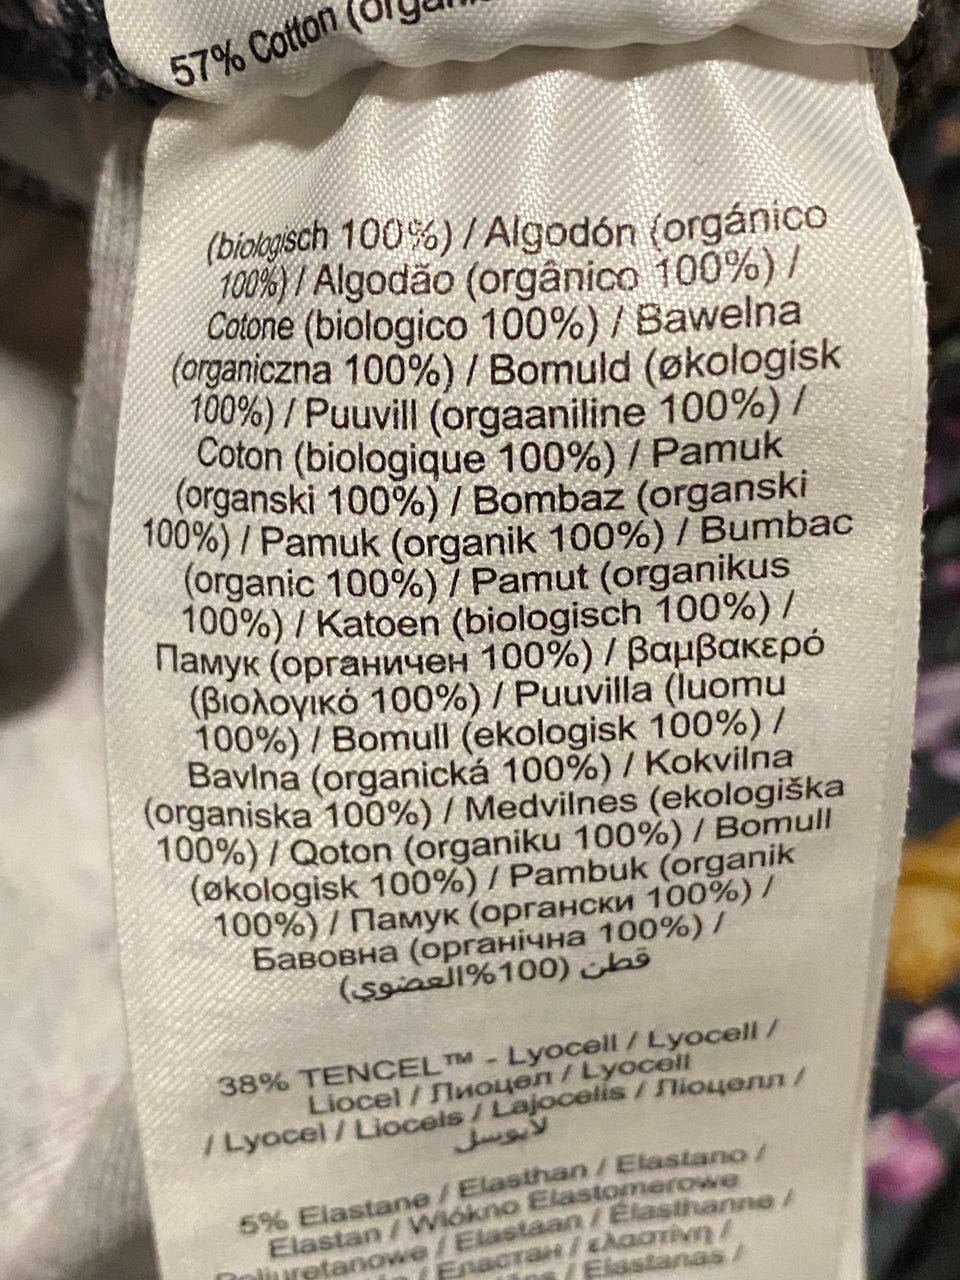 57% Cotton
(biologisch 100%) / Algodón (orgánico
100%) / Algodão (orgânico 100%) /
Cotone (biologico 100%) / Bawelna
(organiczna 100%) / Bomuld (økologisk
100%) / Puuvill (orgaaniline 100%) /
Coton (biologique 100%) / Pamuk
(organski 100%) / Bombaz (organski
100%) / Pamuk (organik 100%) / Bumbac
(organic 100%) / Pamut (organikus
100%) / Katoen (biologisch 100%) /
Памук (органичен 100%) / βαμβακερό
(βιολογικό 100%) / Puuvilla (luomu
100%) / Bomull (ekologisk 100%) /
Bavlna (organická 100%) / Kokvilna
(organiska 100%) / Medvilnes (ekologiška
100%) / Qoton (organiku 100%) / Bomull
(økologisk 100%) / Pambuk (organik
100%) / Памук (органски 100%) /
Бавовна (органічна 100%) /
قطن (100%العضوي)
38% TENCEL™ - Lyocell / Lyocell /
Liocel / Лиоцел / Lyocell
/ Lyocel / Liocels / Lajocelis / Ліоцелл /
لايوسل
5% Elastane / Elasthan / Elastano /
Elastan / Wlókno Elastomerowe
Poliuretanowe / Elastaan / Élasthanne /
/ Еластан / ελαστίνη /
/ Elastanas /